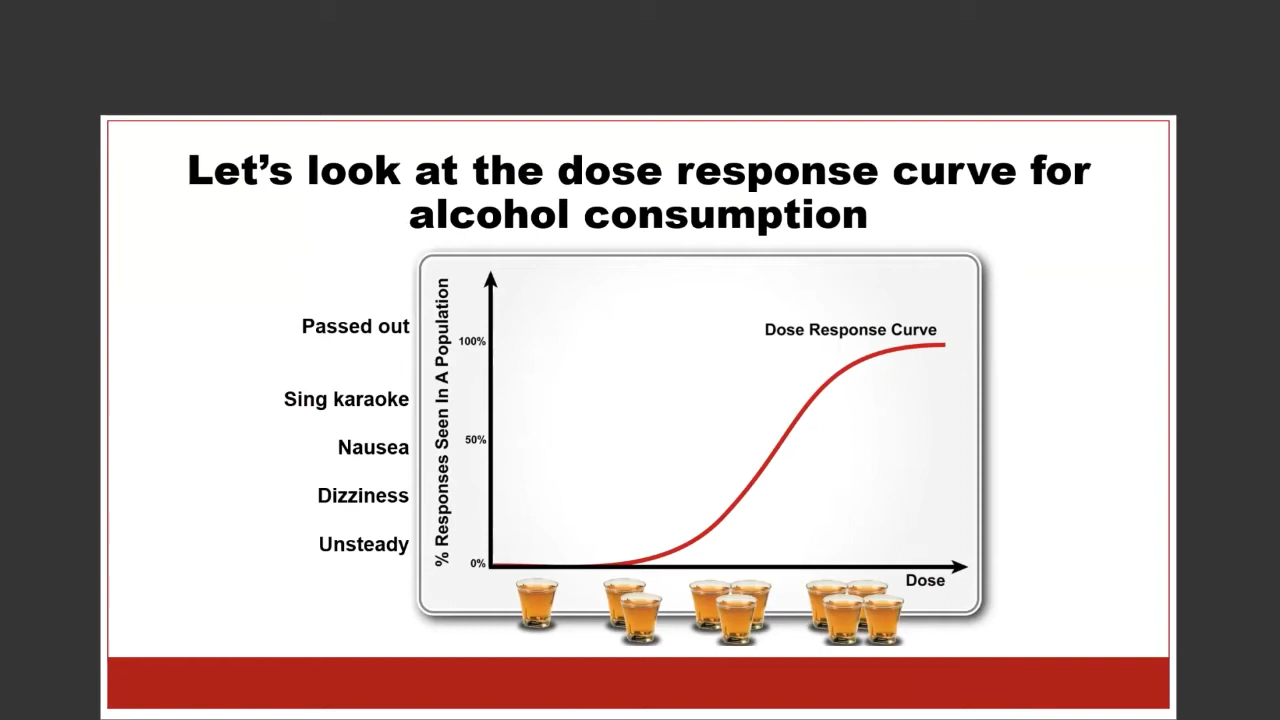 Let's look at the dose response curve for
alcohol consumption
Passed out
Sing karaoke
Nausea
Dizziness
Unsteady
% Responses Seen In A Population
100%
50%
0%
Dose Response Curve
Dose